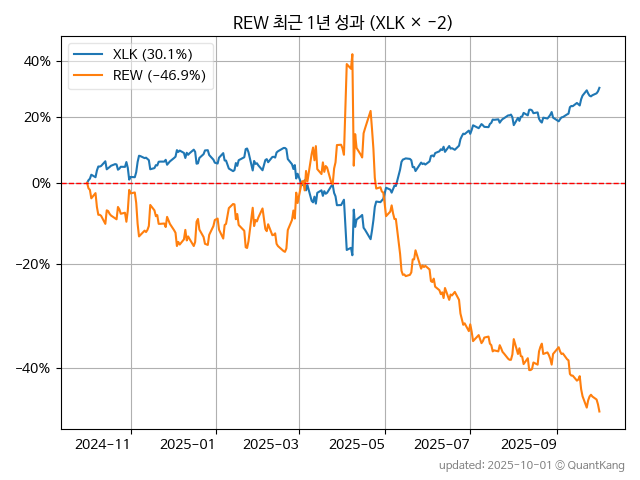 REW 최근 1년 성과 (XLK × -2)
XLK (30.1%)
REW (-46.9%)
40%
20%
0%
-20%
-40%
2024-11 2025-01 2025-03 2025-05 2025-07 2025-09
updated: 2025-10-01 © QuantKang